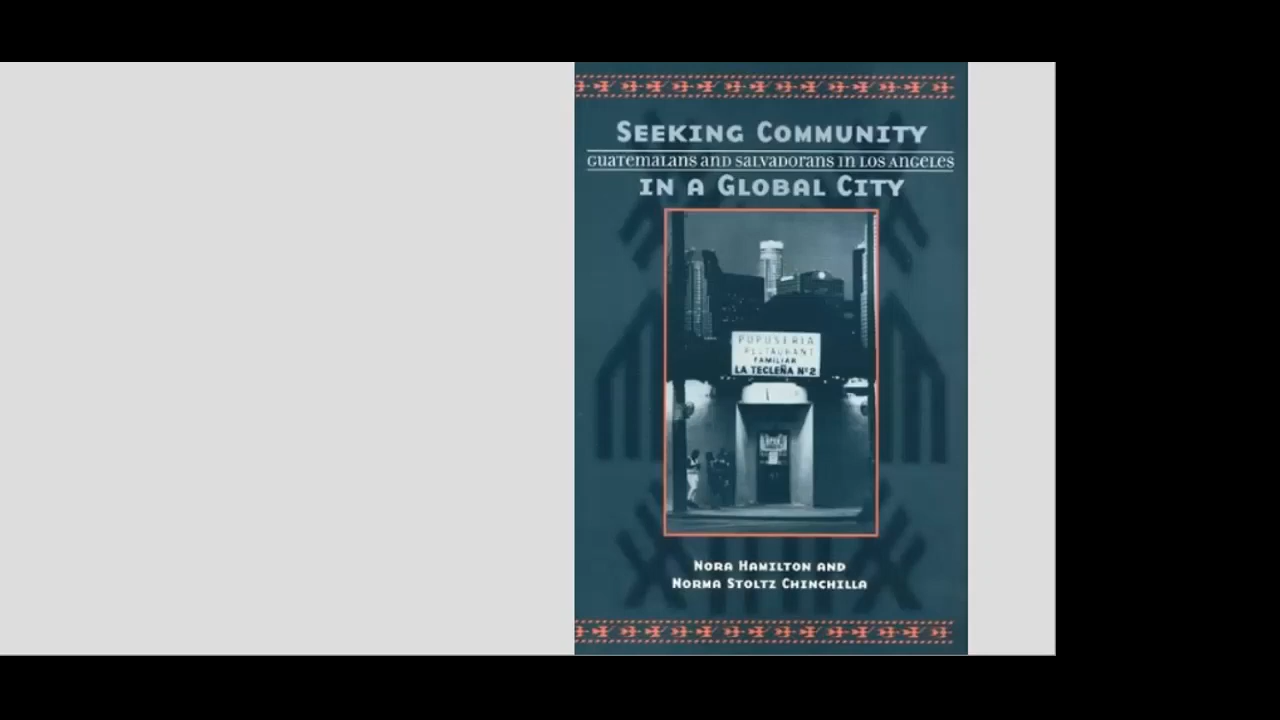 SEEKING COMMUNITY
GUATEMALANS AND SALVADORANS IN LOS ANGELES
IN A GLOBAL CITY
PUPUSERIA
RESTAURANT
FAMILIAR
LA TECLEÑA Nº2
NORA HAMILTON AND
NORMA STOLTZ CHINCHILLA